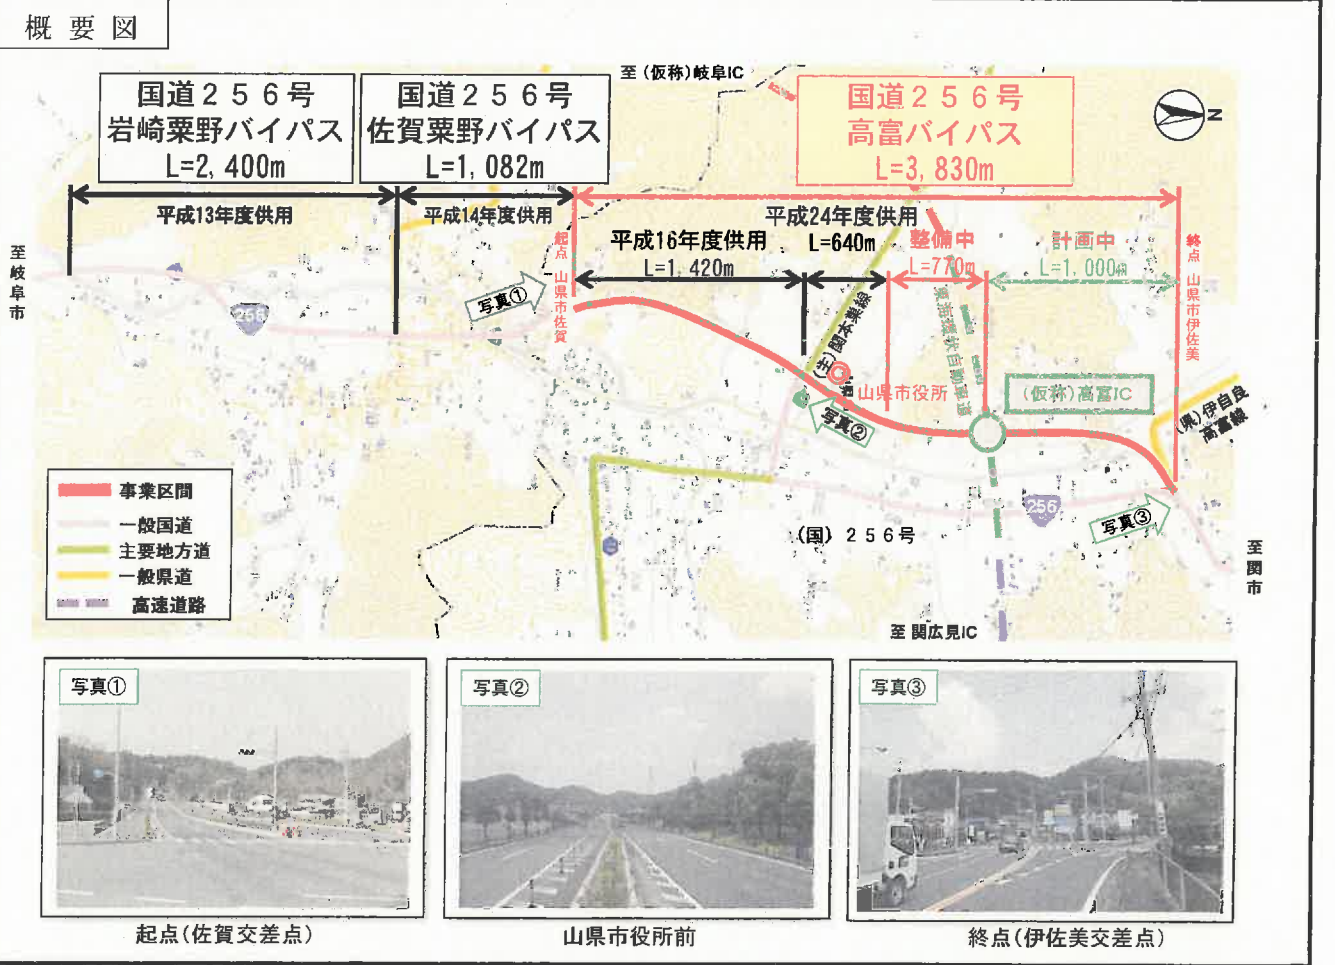 概要図
至(仮称)岐阜IC
国道256号
岩崎粟野バイパス
L=2,400m
国道256号
佐賀粟野バイパス
L=1,082m
国道256号
高富バイパス
L=3,830m
N
平成13年度供用
平成14年度供用
平成24年度供用
L=640m
平成16年度供用
L=1,420m
整備中
L=770m
計画中
L=1,000m
至岐阜市
起点 山県市佐賀
終点 山県市伊佐美
写真①
256
(主)関本巣線
東海環状自動車道
山県市役所
(仮称)高富IC
写真②
(県)伊自良
高富線
256
写真③
(国)256号
至関市
至関広見IC
事業区間
一般国道
主要地方道
一般県道
高速道路
写真①
写真②
写真③
起点(佐賀交差点)
山県市役所前
終点(伊佐美交差点)